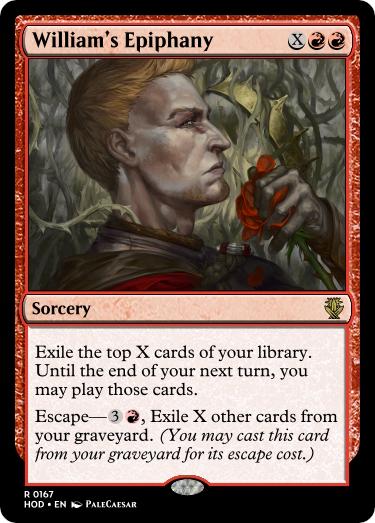 William's Epiphany X
Sorcery
Exile the top X cards of your library.
Until the end of your next turn, you
may play those cards.
Escape—3, Exile X other cards from
your graveyard. (You may cast this card
from your graveyard for its escape cost.)
R 0167
HOD • EN PaleCaesar